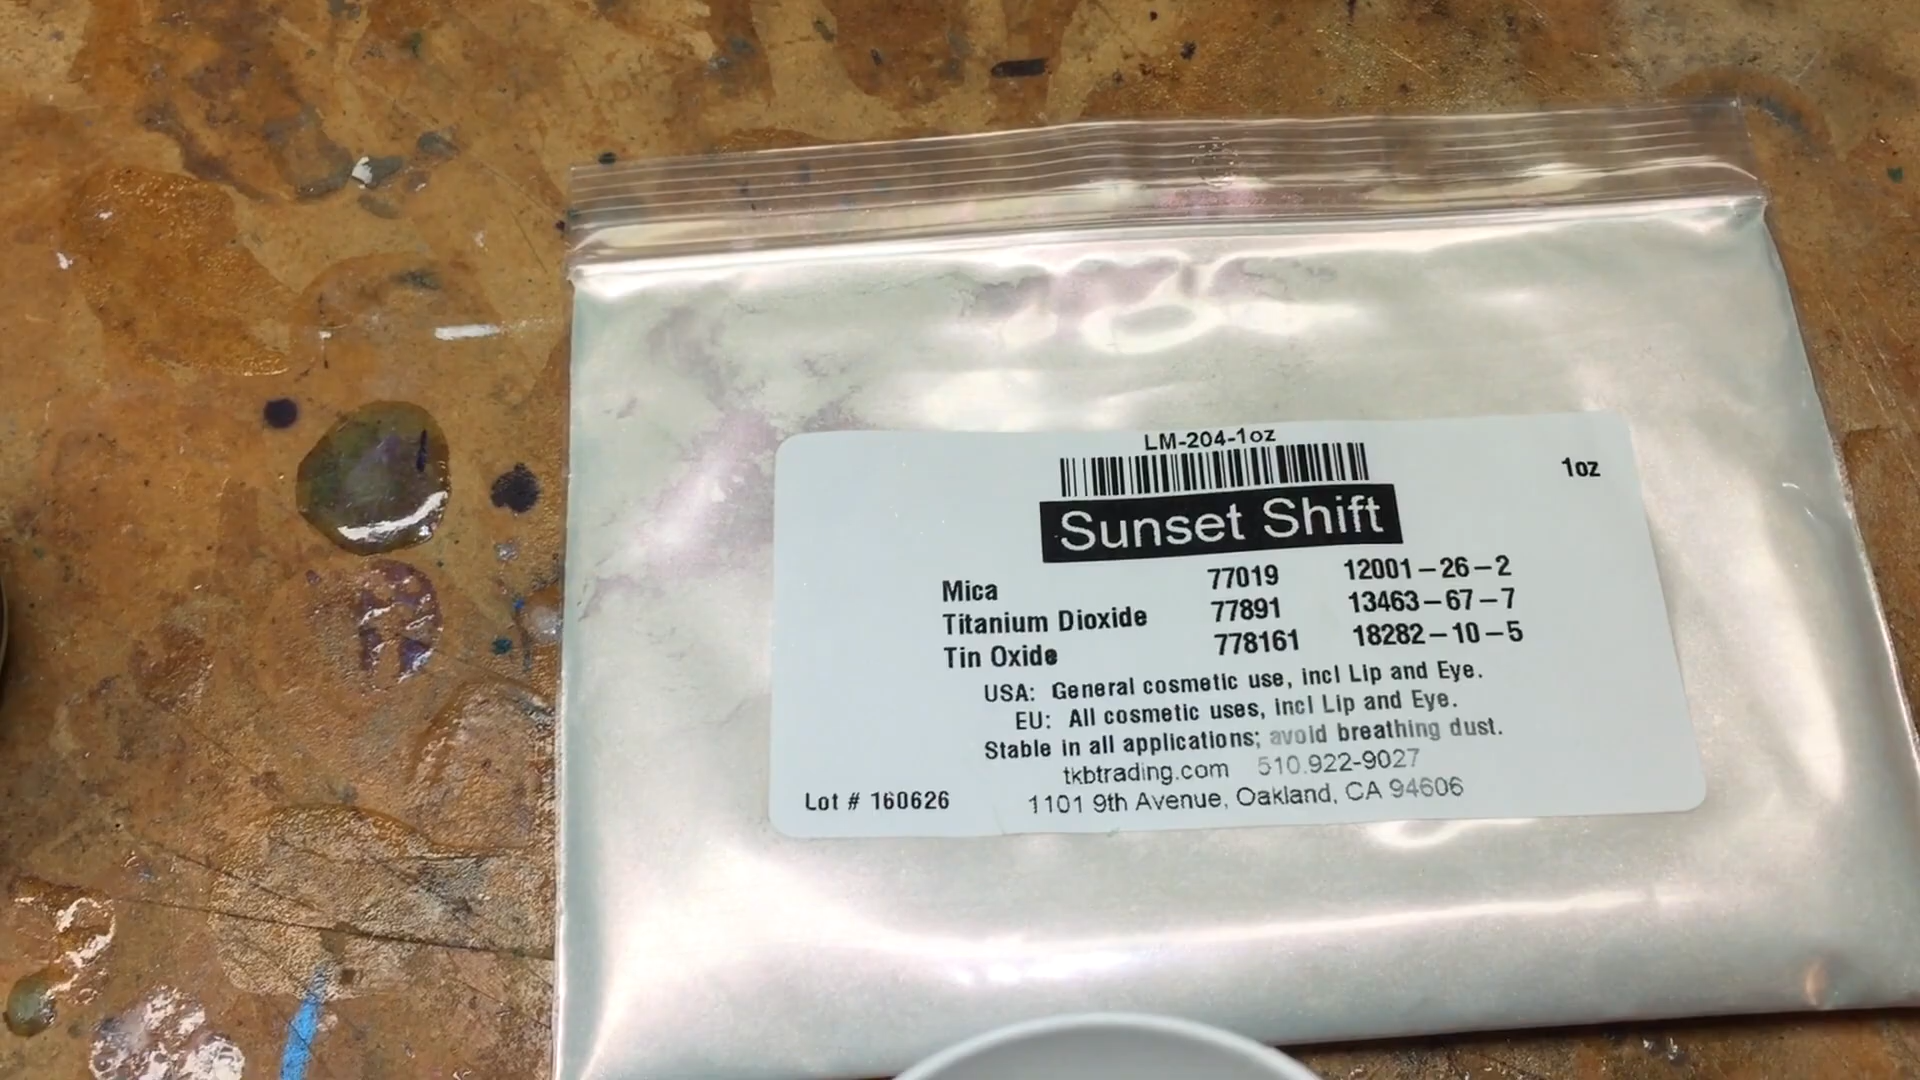 LM-204-1oz
1oz
Sunset Shift
Mica 77019 12001-26-2
Titanium Dioxide 77891 13463-67-7
Tin Oxide 778161 18282-10-5
USA: General cosmetic use, incl Lip and Eye.
EU: All cosmetic uses, incl Lip and Eye.
Stable in all applications; avoid breathing dust.
tkbtrading.com 510.922-9027
Lot # 160626 1101 9th Avenue, Oakland, CA 94606